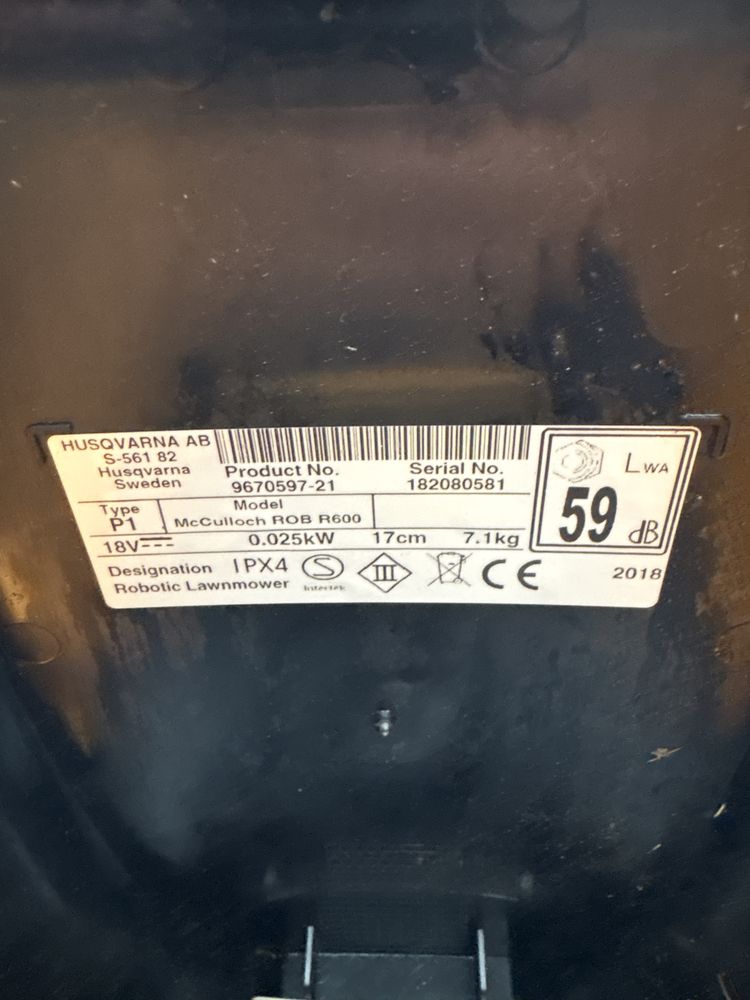 HUSQVARNA AB
S-561 82
Husqvarna
Sweden
Product No.
9670597-21
Serial No.
182080581
LWA
59 dB
Type
P1
Model
McCulloch ROB R600
18V 0.025kW 17cm 7.1kg
Designation IPX4
Robotic Lawnmower
S
Intertek
III
CE
2018